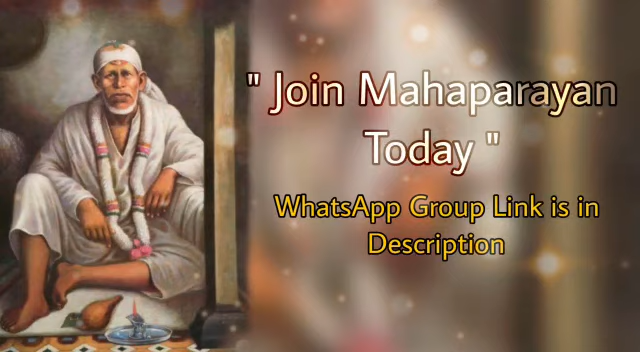 " Join Mahaparayan
Today "
WhatsApp Group Link is in
Description